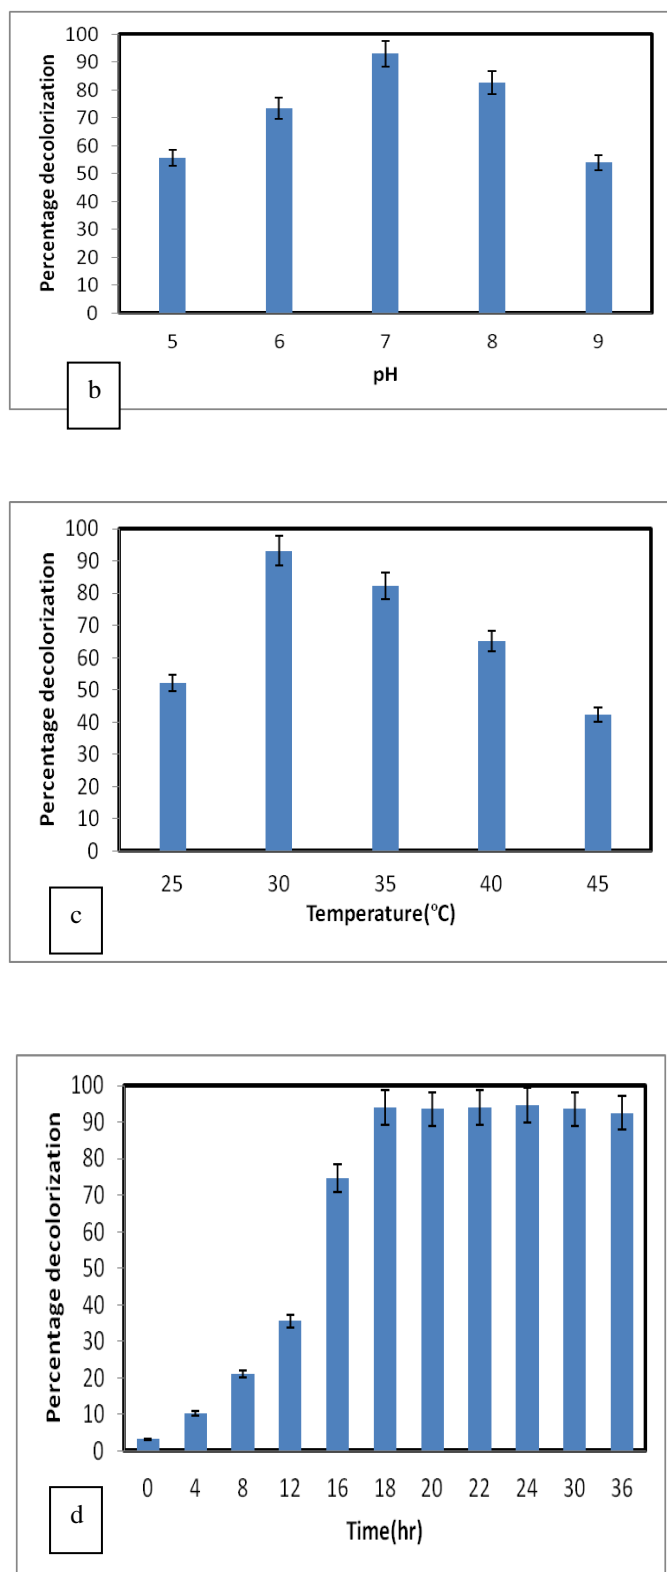 Percentage decolorization
100
90
80
70
60
50
40
30
20
10
0
5 6 7 8 9
pH
b
Percentage decolorization
100
90
80
70
60
50
40
30
20
10
0
25 30 35 40 45
Temperature(°C)
c
Percentage decolorization
100
90
80
70
60
50
40
30
20
10
0
0 4 8 12 16 18 20 22 24 30 36
Time(hr)
d